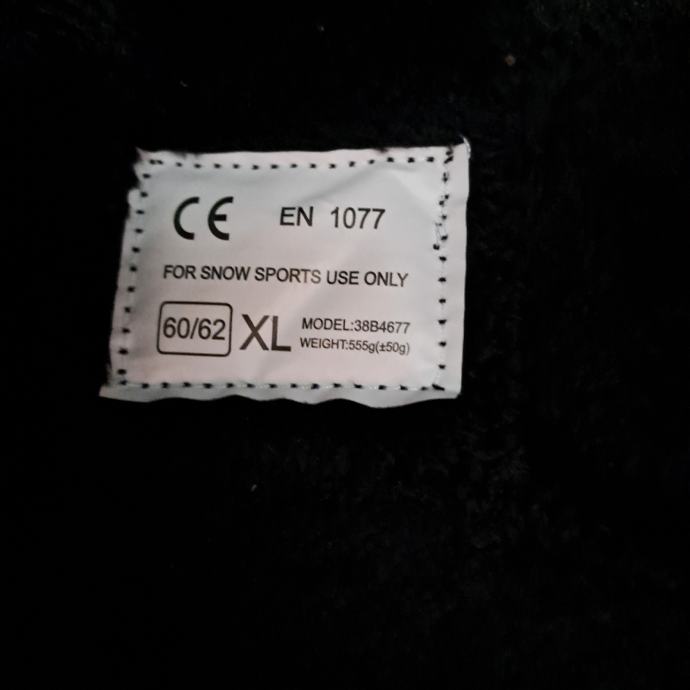 CE EN 1077
FOR SNOW SPORTS USE ONLY
60/62 XL MODEL:38B4677
WEIGHT:555g(±50g)